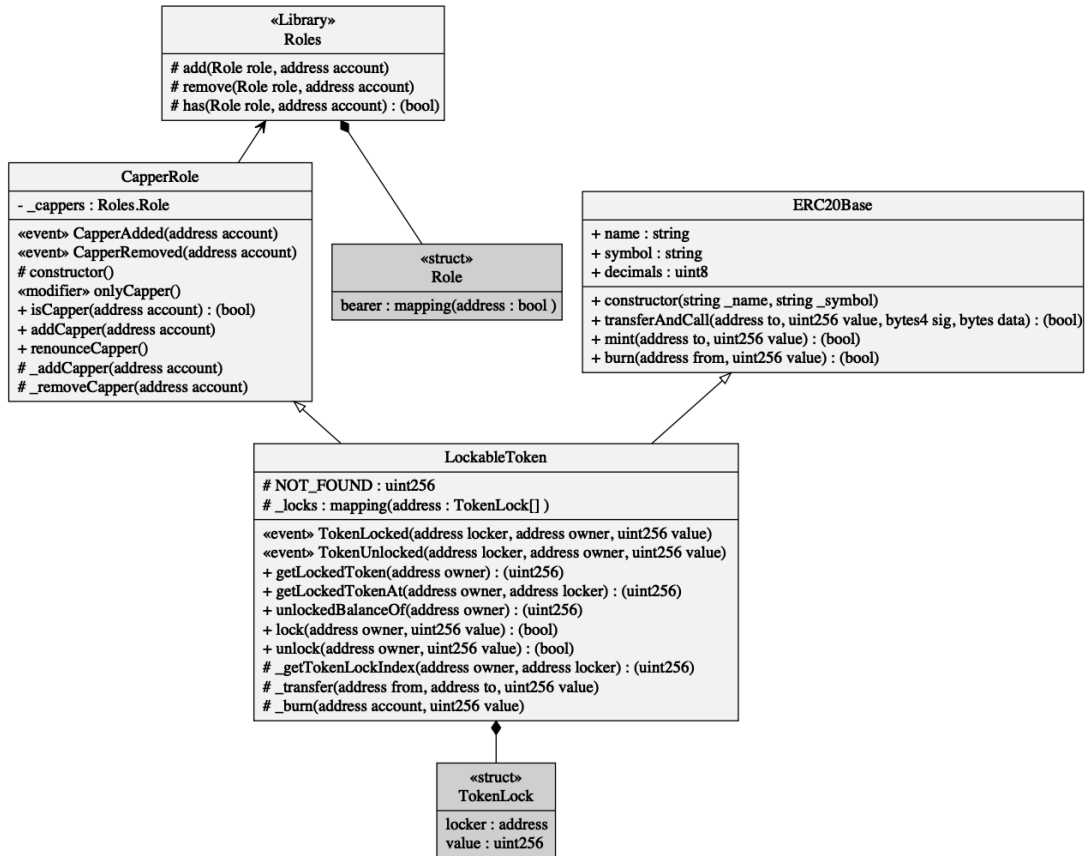 «Library»
Roles
# add(Role role, address account)
# remove(Role role, address account)
# has(Role role, address account) : (bool)
CapperRole
- _cappers : Roles.Role
«event» CapperAdded(address account)
«event» CapperRemoved(address account)
# constructor()
«modifier» onlyCapper()
+ isCapper(address account) : (bool)
+ addCapper(address account)
+ renounceCapper()
# _addCapper(address account)
# _removeCapper(address account)
«struct»
Role
bearer : mapping(address : bool )
ERC20Base
+ name : string
+ symbol : string
+ decimals : uint8
+ constructor(string _name, string _symbol)
+ transferAndCall(address to, uint256 value, bytes4 sig, bytes data) : (bool)
+ mint(address to, uint256 value) : (bool)
+ burn(address from, uint256 value) : (bool)
LockableToken
# NOT_FOUND : uint256
# _locks : mapping(address : TokenLock[] )
«event» TokenLocked(address locker, address owner, uint256 value)
«event» TokenUnlocked(address locker, address owner, uint256 value)
+ getLockedToken(address owner) : (uint256)
+ getLockedTokenAt(address owner, address locker) : (uint256)
+ unlockedBalanceOf(address owner) : (uint256)
+ lock(address owner, uint256 value) : (bool)
+ unlock(address owner, uint256 value) : (bool)
# _getTokenLockIndex(address owner, address locker) : (uint256)
# _transfer(address from, address to, uint256 value)
# _burn(address account, uint256 value)
«struct»
TokenLock
locker : address
value : uint256